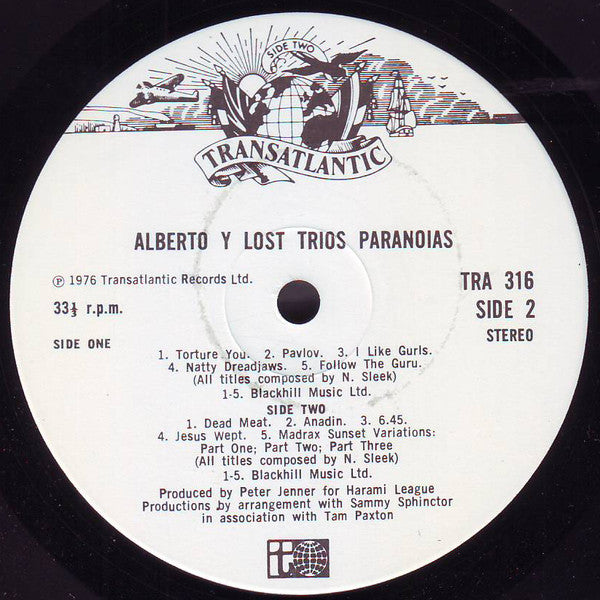 SIDE TWO
TRANSATLANTIC
ALBERTO Y LOST TRIOS PARANOIAS
℗ 1976 Transatlantic Records Ltd.
TRA 316
33⅓ r.p.m.
SIDE 2
SIDE ONE
STEREO
1. Torture You. 2. Pavlov. 3. I Like Gurls.
4. Natty Dreadjaws. 5. Follow The Guru.
(All titles composed by N. Sleek)
1-5. Blackhill Music Ltd.
SIDE TWO
1. Dead Meat. 2. Anadin. 3. 6.45.
4. Jesus Wept. 5. Madrax Sunset Variations:
Part One; Part Two; Part Three
(All titles composed by N. Sleek)
1-5. Blackhill Music Ltd.
Produced by Peter Jenner for Harami League
Productions by arrangement with Sammy Sphinctor
in association with Tam Paxton
it